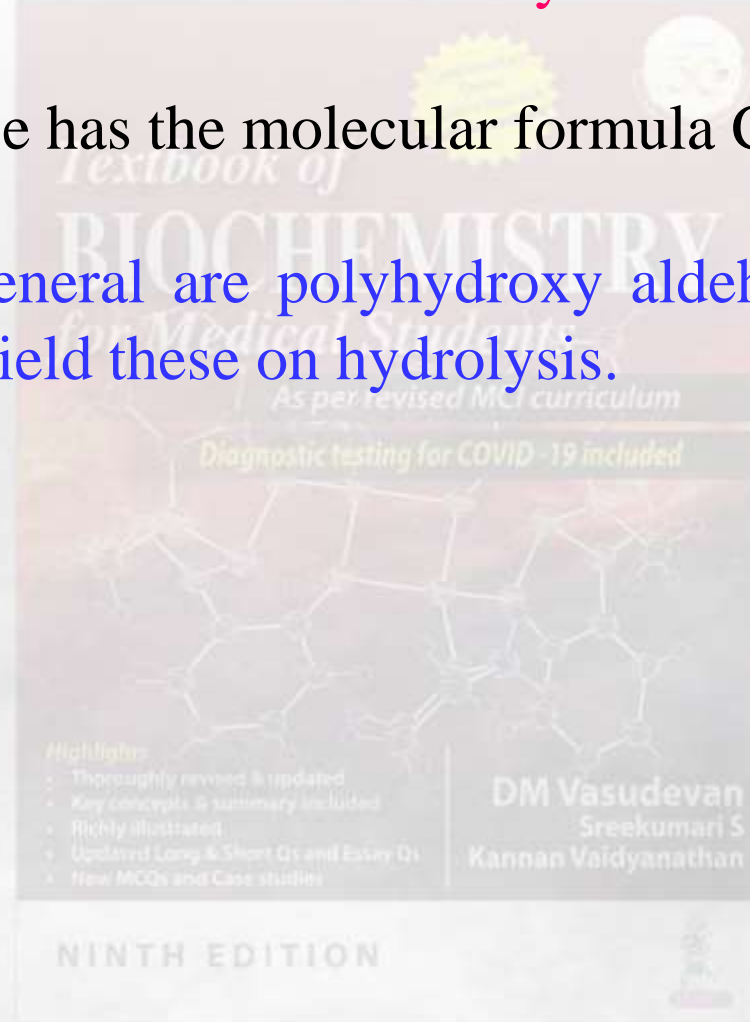 y
e has the molecular formula C
Textbook of
BIOCHEMISTRY
eneral are polyhydroxy aldeh
for Medical Students
ield these on hydrolysis.
As per revised MCI curriculum
Diagnostic testing for COVID -19 included
Highlights
• Thoroughly revised & updated
• Key concepts & summary included
• Richly illustrated
• Updated Long & Short Qs and Essay Qs
• New MCQs and Case studies
DM Vasudevan
Sreekumari S
Kannan Vaidyanathan
NINTH EDITION